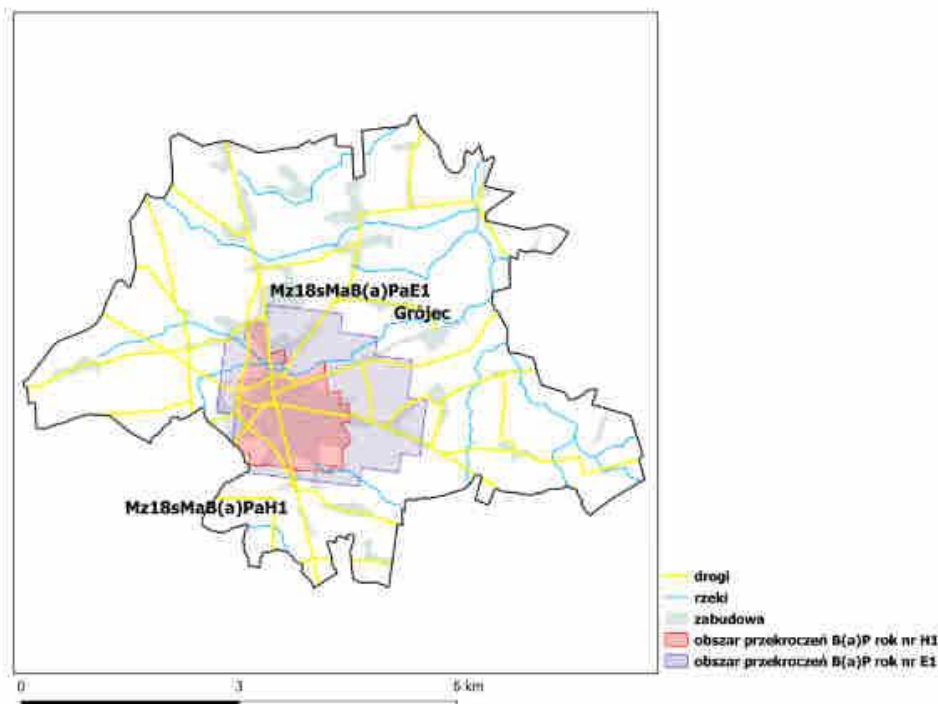 Mz18sMaB(a)PaE1
Grójec
Mz18sMaB(a)PaH1
drogi
rzeki
zabudowa
obszar przekroczeń B(a)P rok nr H1
obszar przekroczeń B(a)P rok nr E1
0 3 6 km